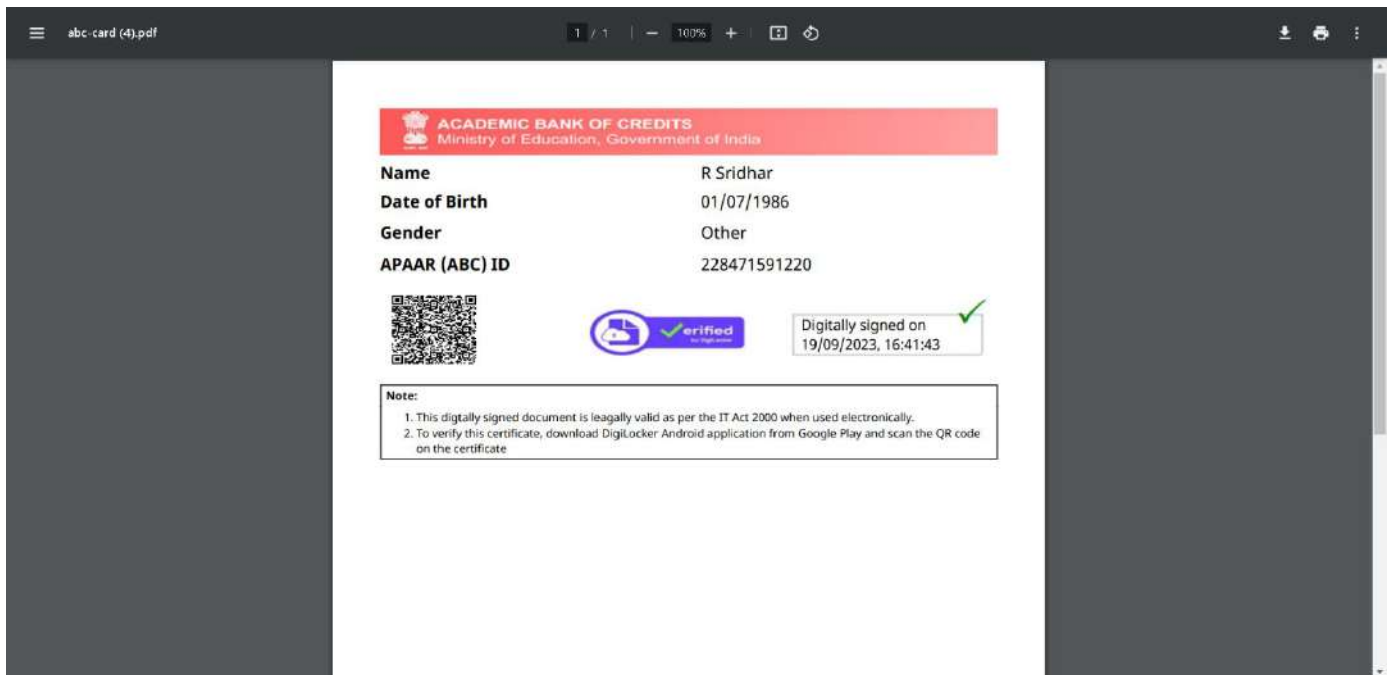 abc-card (4).pdf
1 / 1
100%
ACADEMIC BANK OF CREDITS
Ministry of Education, Government of India
Name R Sridhar
Date of Birth 01/07/1986
Gender Other
APAAR (ABC) ID 228471591220
Verified
Digitally signed on
19/09/2023, 16:41:43
Note:
1. This digtally signed document is leagally valid as per the IT Act 2000 when used electronically.
2. To verify this certificate, download DigiLocker Android application from Google Play and scan the QR code
on the certificate